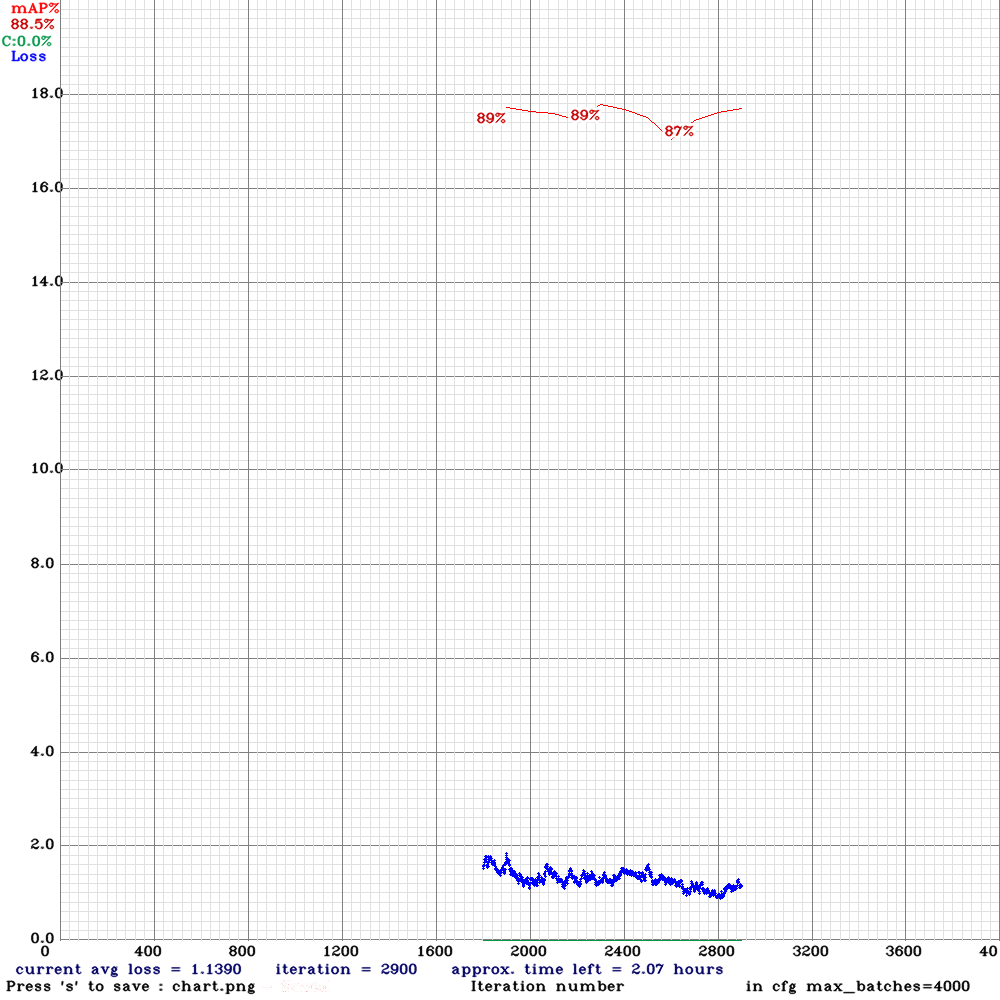 mAP%
88.5%
C:0.0%
Loss
18.0
89%
89%
87%
16.0
14.0
12.0
10.0
8.0
6.0
4.0
2.0
0.0
0 400 800 1200 1600 2000 2400 2800 3200 3600 40
current avg loss = 1.1390 iteration = 2900 approx. time left = 2.07 hours
Press 's' to save : chart.png Iteration number in cfg max_batches=4000